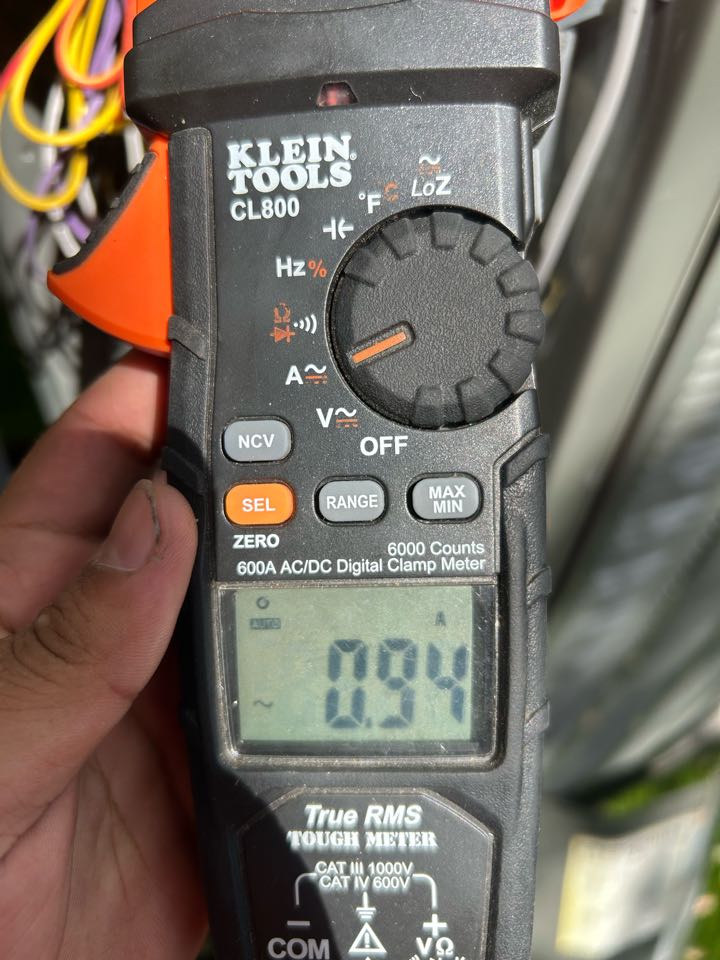 KLEIN
TOOLS
CL800
~
LoZ
°F°C
Hz%
Ω
A
V
OFF
NCV
SEL
RANGE
MAX
MIN
ZERO
6000 Counts
600A AC/DC Digital Clamp Meter
AUTO
A
~
0.94
True RMS
TOUGH METER
CAT III 1000V
CAT IV 600V
− +
COM
VΩ